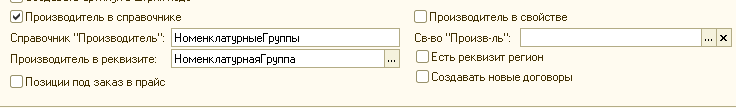 Производитель в справочнике
Производитель в свойстве
Справочник "Производитель": НоменклатурныеГруппы
Св-во "Произв-ль": ... ×
Производитель в реквизите: НоменклатурнаяГруппа ...
Есть реквизит регион
Позиции под заказ в прайс
Создавать новые договоры